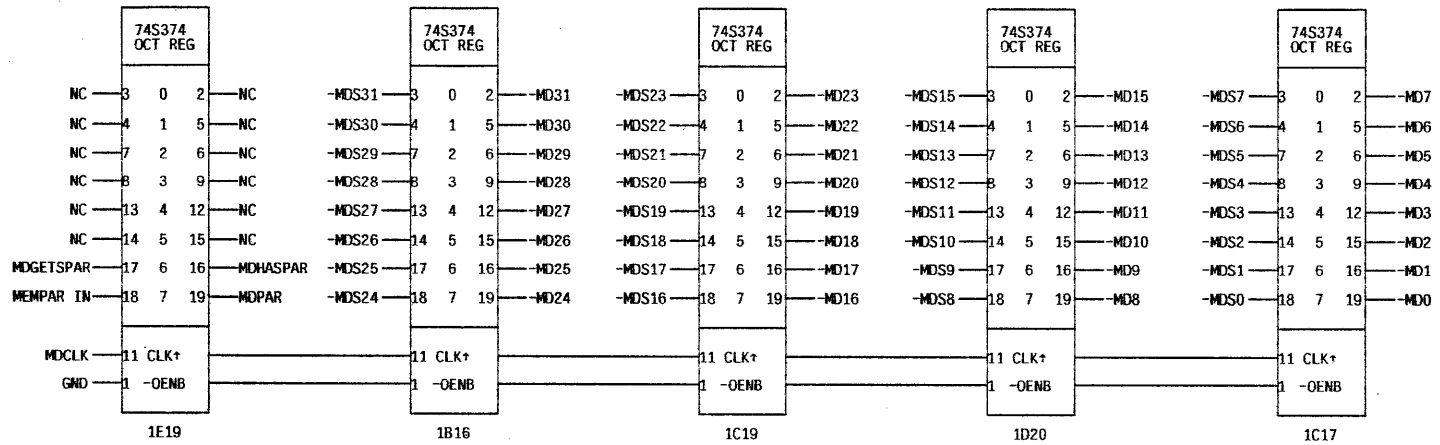 74S374 74S374 74S374 74S374 74S374
OCT REG OCT REG OCT REG OCT REG OCT REG
NC 3 0 2 NC -MDS31 3 0 2 -MD31 -MDS23 3 0 2 -MD23 -MDS15 3 0 2 -MD15 -MDS7 3 0 2 -MD7
NC 4 1 5 NC -MDS30 4 1 5 -MD30 -MDS22 4 1 5 -MD22 -MDS14 4 1 5 -MD14 -MDS6 4 1 5 -MD6
NC 7 2 6 NC -MDS29 7 2 6 -MD29 -MDS21 7 2 6 -MD21 -MDS13 7 2 6 -MD13 -MDS5 7 2 6 -MD5
NC 8 3 9 NC -MDS28 8 3 9 -MD28 -MDS20 8 3 9 -MD20 -MDS12 8 3 9 -MD12 -MDS4 8 3 9 -MD4
NC 13 4 12 NC -MDS27 13 4 12 -MD27 -MDS19 13 4 12 -MD19 -MDS11 13 4 12 -MD11 -MDS3 13 4 12 -MD3
NC 14 5 15 NC -MDS26 14 5 15 -MD26 -MDS18 14 5 15 -MD18 -MDS10 14 5 15 -MD10 -MDS2 14 5 15 -MD2
MDGETSPAR 17 6 16 -MDHASPAR -MDS25 17 6 16 -MD25 -MDS17 17 6 16 -MD17 -MDS9 17 6 16 -MD9 -MDS1 17 6 16 -MD1
MEMPAR IN 18 7 19 -MDPAR -MDS24 18 7 19 -MD24 -MDS16 18 7 19 -MD16 -MDS8 18 7 19 -MD8 -MDS0 18 7 19 -MD0
MDCLK 11 CLK↑ 11 CLK↑ 11 CLK↑ 11 CLK↑ 11 CLK↑
GND 1 -OENB 1 -OENB 1 -OENB 1 -OENB 1 -OENB
1E19 1B16 1C19 1D20 1C17